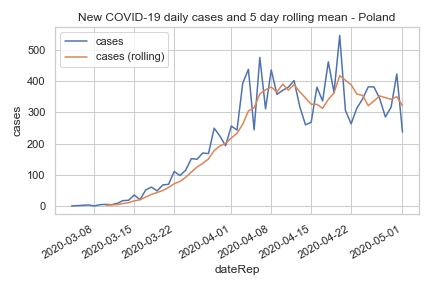 New COVID-19 daily cases and 5 day rolling mean - Poland
cases
cases (rolling)
cases
500
400
300
200
100
0
2020-03-08
2020-03-15
2020-03-22
2020-04-01
2020-04-08
2020-04-15
2020-04-22
2020-05-01
dateRep